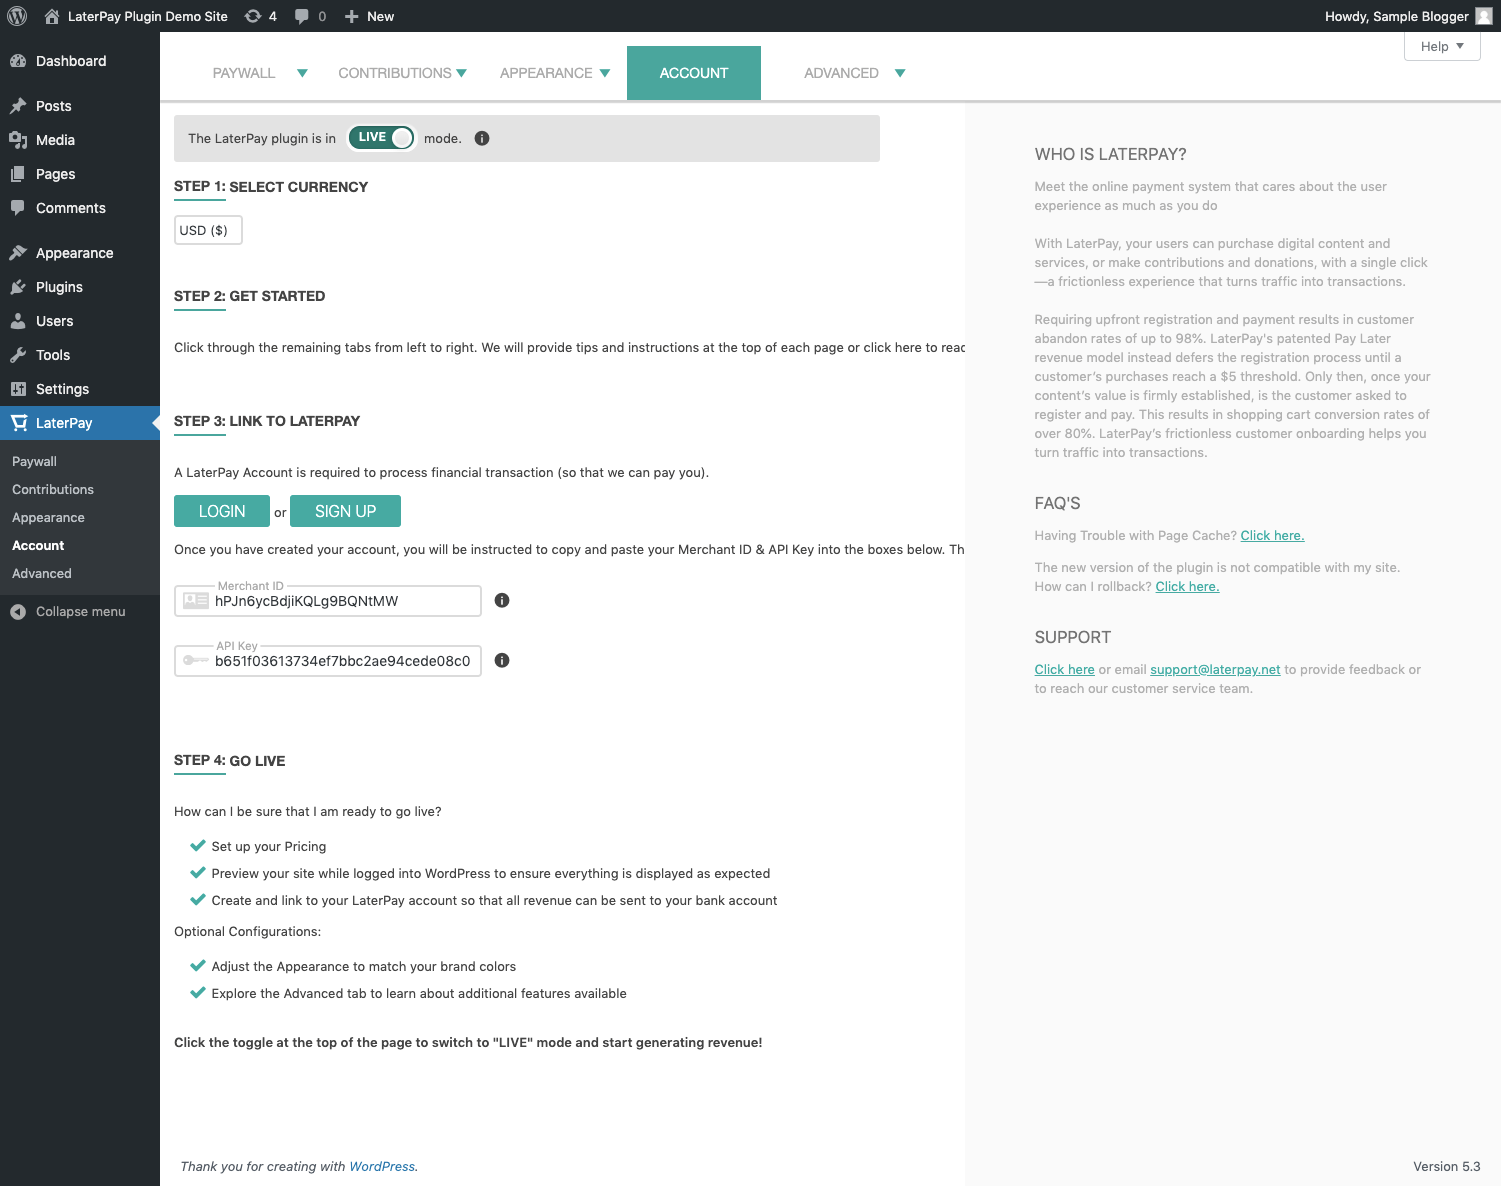 LaterPay Plugin Demo Site 4 0 New Howdy, Sample Blogger
Help
Dashboard
Posts
Media
Pages
Comments
Appearance
Plugins
Users
Tools
Settings
LaterPay
Paywall
Contributions
Appearance
Account
Advanced
Collapse menu
PAYWALL CONTRIBUTIONS APPEARANCE ACCOUNT ADVANCED
The LaterPay plugin is in LIVE mode.
STEP 1: SELECT CURRENCY
USD ($)
STEP 2: GET STARTED
Click through the remaining tabs from left to right. We will provide tips and instructions at the top of each page or click here to read
STEP 3: LINK TO LATERPAY
A LaterPay Account is required to process financial transaction (so that we can pay you).
LOGIN or SIGN UP
Once you have created your account, you will be instructed to copy and paste your Merchant ID & API Key into the boxes below. Th
Merchant ID
hPJn6ycBdjiKQLg9BQNtMW
API Key
b651f03613734ef7bbc2ae94cede08c0
STEP 4: GO LIVE
How can I be sure that I am ready to go live?
Set up your Pricing
Preview your site while logged into WordPress to ensure everything is displayed as expected
Create and link to your LaterPay account so that all revenue can be sent to your bank account
Optional Configurations:
Adjust the Appearance to match your brand colors
Explore the Advanced tab to learn about additional features available
Click the toggle at the top of the page to switch to "LIVE" mode and start generating revenue!
WHO IS LATERPAY?
Meet the online payment system that cares about the user
experience as much as you do
With LaterPay, your users can purchase digital content and
services, or make contributions and donations, with a single click
—a frictionless experience that turns traffic into transactions.
Requiring upfront registration and payment results in customer
abandon rates of up to 98%. LaterPay's patented Pay Later
revenue model instead defers the registration process until a
customer's purchases reach a $5 threshold. Only then, once your
content's value is firmly established, is the customer asked to
register and pay. This results in shopping cart conversion rates of
over 80%. LaterPay's frictionless customer onboarding helps you
turn traffic into transactions.
FAQ'S
Having Trouble with Page Cache? Click here.
The new version of the plugin is not compatible with my site.
How can I rollback? Click here.
SUPPORT
Click here or email support@laterpay.net to provide feedback or
to reach our customer service team.
Thank you for creating with WordPress.
Version 5.3